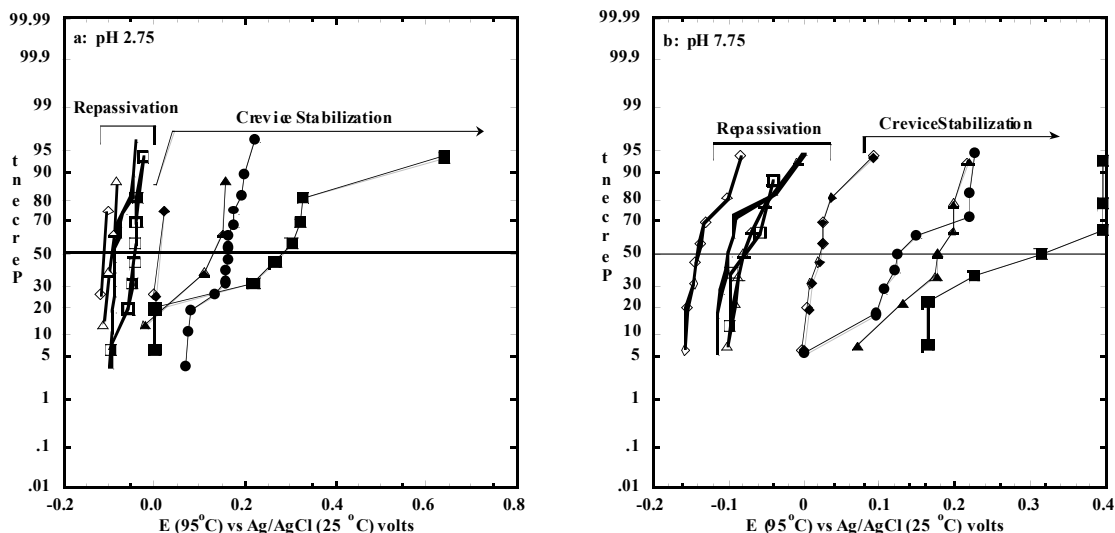 99.99
99.9
99
95
90
80
70
50
30
20
10
5
1
.1
.01
t
n
e
c
r
e
P
a: pH 2.75
Repassivation
Crevice Stabilization
-0.2
0.0
0.2
0.4
0.6
0.8
E (95°C) vs Ag/AgCl (25 °C) volts
99.99
99.9
99
95
90
80
70
50
30
20
10
5
1
.1
.01
t
n
e
c
r
e
P
b: pH 7.75
Repassivation
CreviceStabilization
-0.2
-0.1
0
0.1
0.2
0.3
0.4
E (95°C) vs Ag/AgCl (25 °C) volts